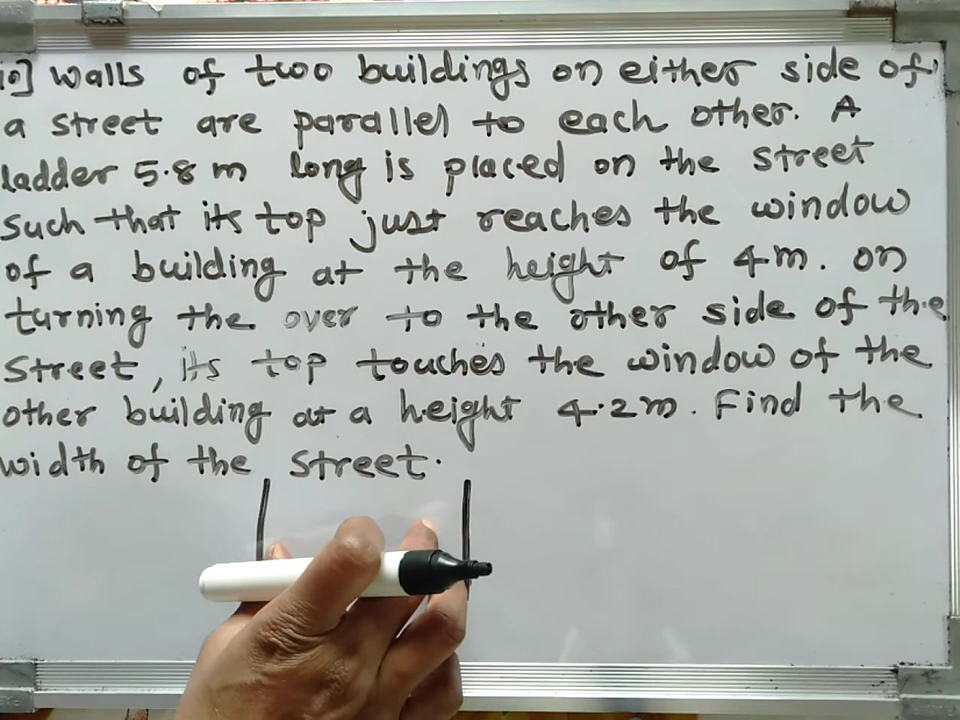 10] Walls of two buildings on either side of
a street are parallel to each other. A
ladder 5.8 m long is placed on the street
such that its top just reaches the window
of a building at the height of 4m. on
turning the over to the other side of the
street, its top touches the window of the
other building at a height 4.2m. Find the
width of the street.